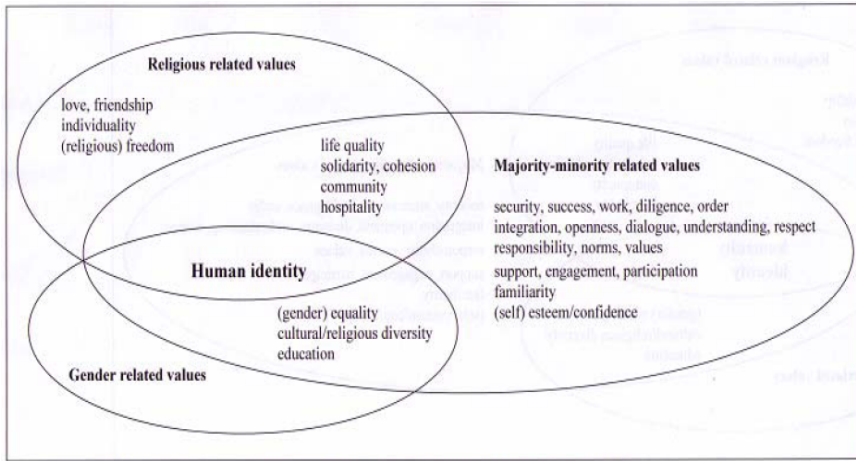 Religious related values
love, friendship
individuality
(religious) freedom
life quality
solidarity, cohesion
community
hospitality
Majority-minority related values
security, success, work, diligence, order
integration, openness, dialogue, understanding, respect
responsibility, norms, values
support, engagement, participation
familiarity
(self) esteem/confidence
Human identity
(gender) equality
cultural/religious diversity
education
Gender related values